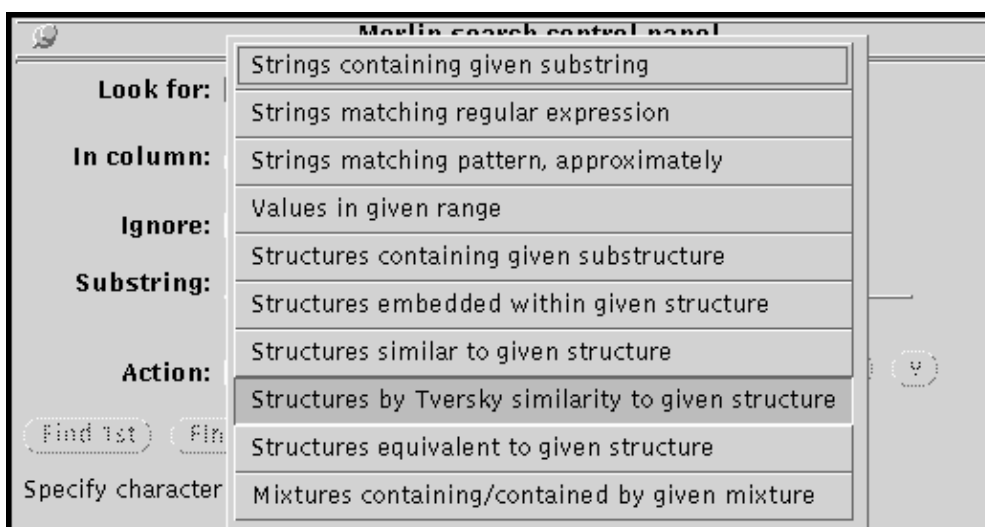 Merlin search control panel
Look for:
Strings containing given substring
Strings matching regular expression
In column:
Strings matching pattern, approximately
Values in given range
Ignore:
Structures containing given substructure
Substring:
Structures embedded within given structure
Structures similar to given structure
Action:
Structures by Tversky similarity to given structure
Find 1st
Structures equivalent to given structure
Specify character
Mixtures containing/contained by given mixture